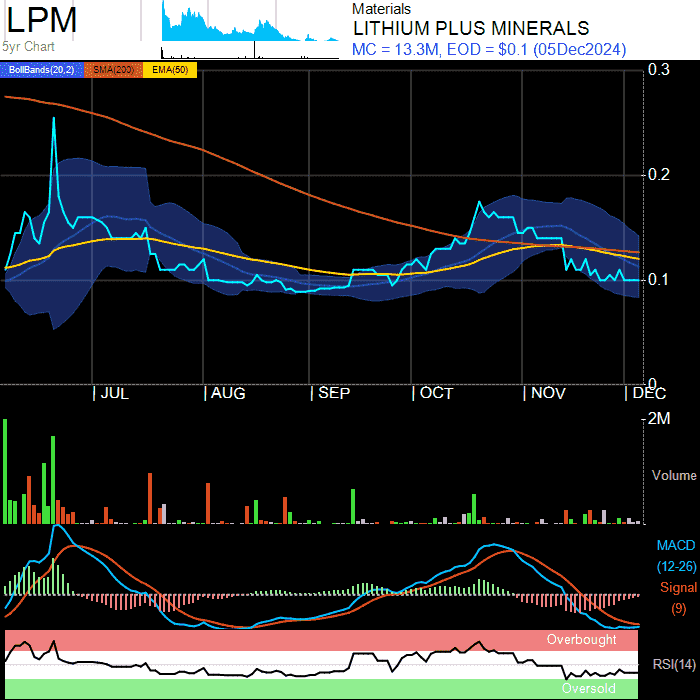 LPM
5yr Chart
Materials
LITHIUM PLUS MINERALS
MC = 13.3M, EOD = $0.1 (05Dec2024)
BollBands(20,2) SMA(200) EMA(50)
0.3
0.2
0.1
0
| JUL | AUG | SEP | OCT | NOV | DEC
2M
Volume
MACD
(12-26)
Signal
(9)
Overbought
RSI(14)
Oversold